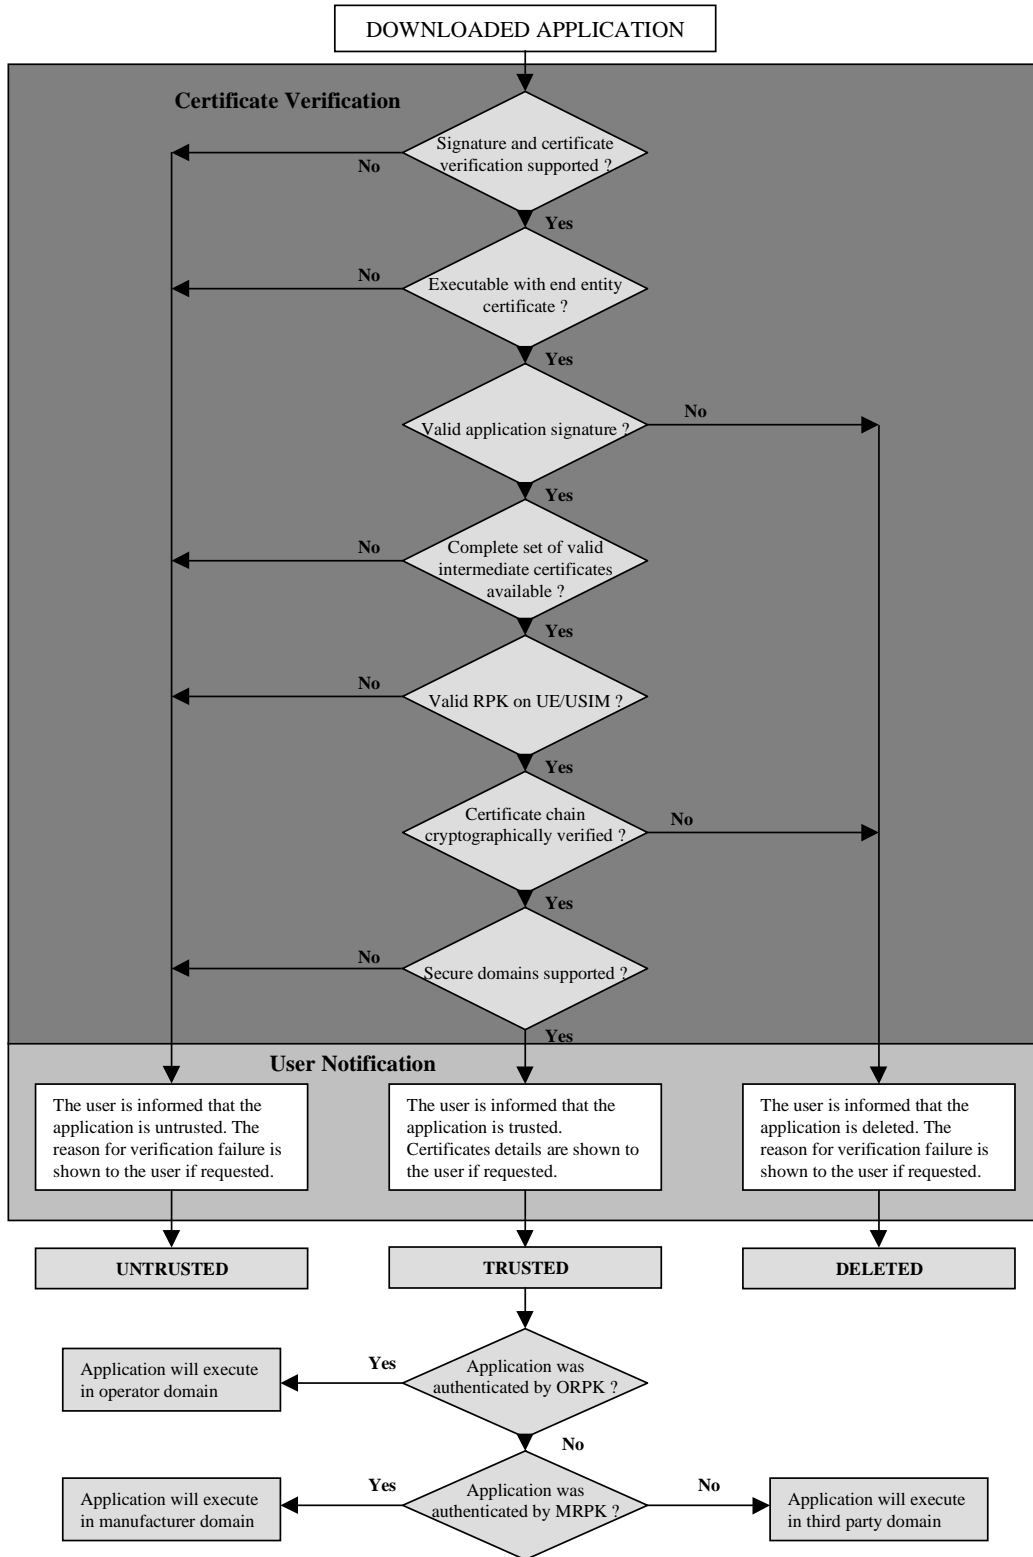 DOWNLOADED APPLICATION
Certificate Verification
Signature and certificate
verification supported ?
No
Yes
No
Executable with end entity
certificate ?
Yes
No
Valid application signature ?
Yes
No
Complete set of valid
intermediate certificates
available ?
Yes
No
Valid RPK on UE/USIM ?
Yes
Certificate chain
cryptographically verified ?
No
Yes
No
Secure domains supported ?
Yes
User Notification
The user is informed that the
application is untrusted. The
reason for verification failure is
shown to the user if requested.
The user is informed that the
application is trusted.
Certificates details are shown to
the user if requested.
The user is informed that the
application is deleted. The
reason for verification failure is
shown to the user if requested.
UNTRUSTED
TRUSTED
DELETED
Yes
Application was
authenticated by ORPK ?
Application will execute
in operator domain
No
Yes
Application was
authenticated by MRPK ?
No
Application will execute
in manufacturer domain
Application will execute
in third party domain